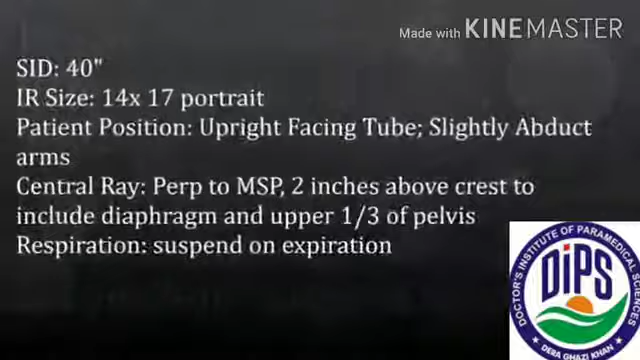 Made with KINEMASTER
SID: 40"
IR Size: 14x 17 portrait
Patient Position: Upright Facing Tube; Slightly Abduct
arms
Central Ray: Perp to MSP, 2 inches above crest to
include diaphragm and upper 1/3 of pelvis
Respiration: suspend on expiration
DOCTOR'S INSTITUTE OF PARAMEDICAL SCIENCES
DiPS
DERA GHAZI KHAN